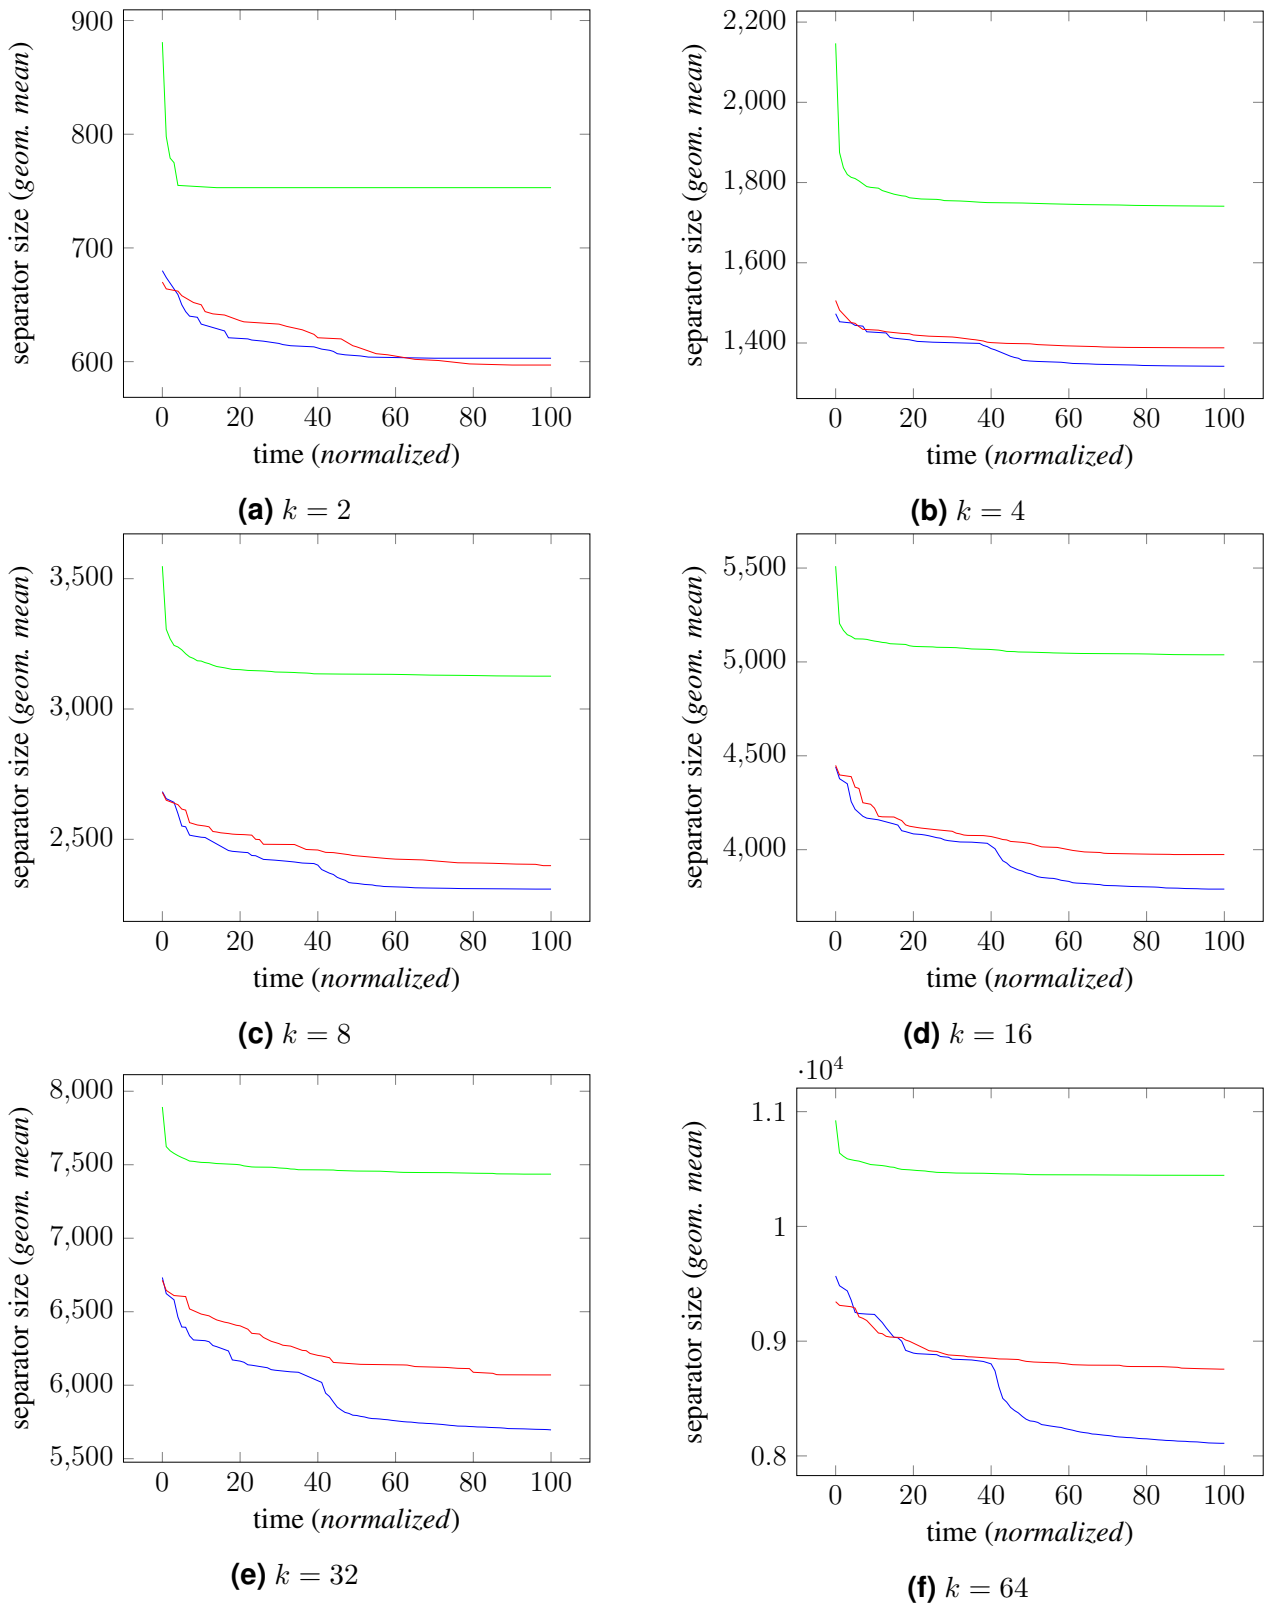 900
800
700
600
separator size (geom. mean)
0 20 40 60 80 100
time (normalized)
(a) k = 2
2,200
2,000
1,800
1,600
1,400
separator size (geom. mean)
0 20 40 60 80 100
time (normalized)
(b) k = 4
3,500
3,000
2,500
separator size (geom. mean)
0 20 40 60 80 100
time (normalized)
(c) k = 8
5,500
5,000
4,500
4,000
separator size (geom. mean)
0 20 40 60 80 100
time (normalized)
(d) k = 16
8,000
7,500
7,000
6,500
6,000
5,500
separator size (geom. mean)
0 20 40 60 80 100
time (normalized)
(e) k = 32
·10⁴
1.1
1
0.9
0.8
separator size (geom. mean)
0 20 40 60 80 100
time (normalized)
(f) k = 64